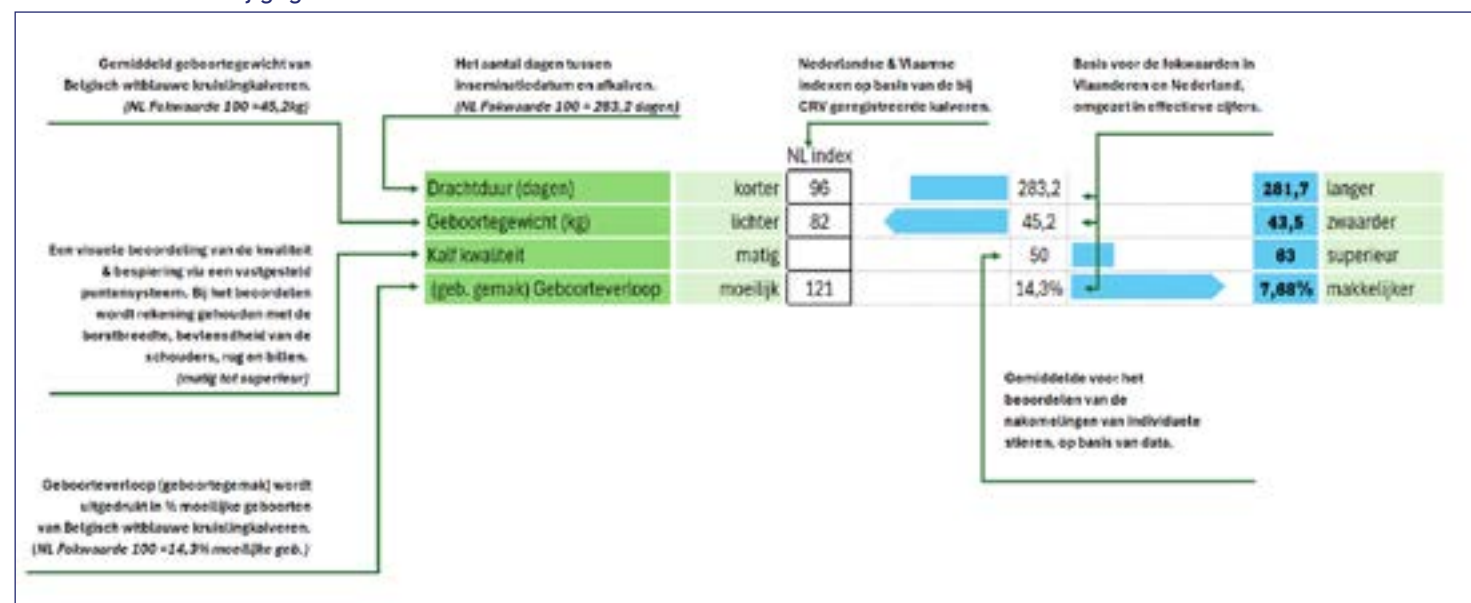 Gemiddeld geboortegewicht van
Belgisch witblauwe kruislingkalveren.
(NL Fokwaarde 100 =45,2kg)
Het aantal dagen tussen
inseminatiedatum en afkalven.
(NL Fokwaarde 100 = 283,2 dagen)
Nederlandse & Vlaamse
indexen op basis van de bij
CRV geregistreerde kalveren.
Basis voor de fokwaarden in
Vlaanderen en Nederland,
omgezet in effectieve cijfers.
NL index
Drachtduur (dagen) korter 96 283,2 281,7 langer
Geboortegewicht (kg) lichter 82 45,2 43,5 zwaarder
Kalf kwaliteit matig 50 63 superieur
(geb. gemak) Geboorteverloop moeilijk 121 14,3% 7,68% makkelijker
Een visuele beoordeling van de kwaliteit
& bespiering via een vastgesteld
puntensysteem. Bij het beoordelen
wordt rekening gehouden met de
borstbreedte, bevleesdheid van de
schouders, rug en billen.
(matig tot superieur)
Gemiddelde voor het
beoordelen van de
nakomelingen van individuele
stieren, op basis van data.
Geboorteverloop (geboortegemak) wordt
uitgedrukt in % moeilijke geboorten
van Belgisch witblauwe kruislingkalveren.
(NL Fokwaarde 100 =14,3% moeilijke geb.)